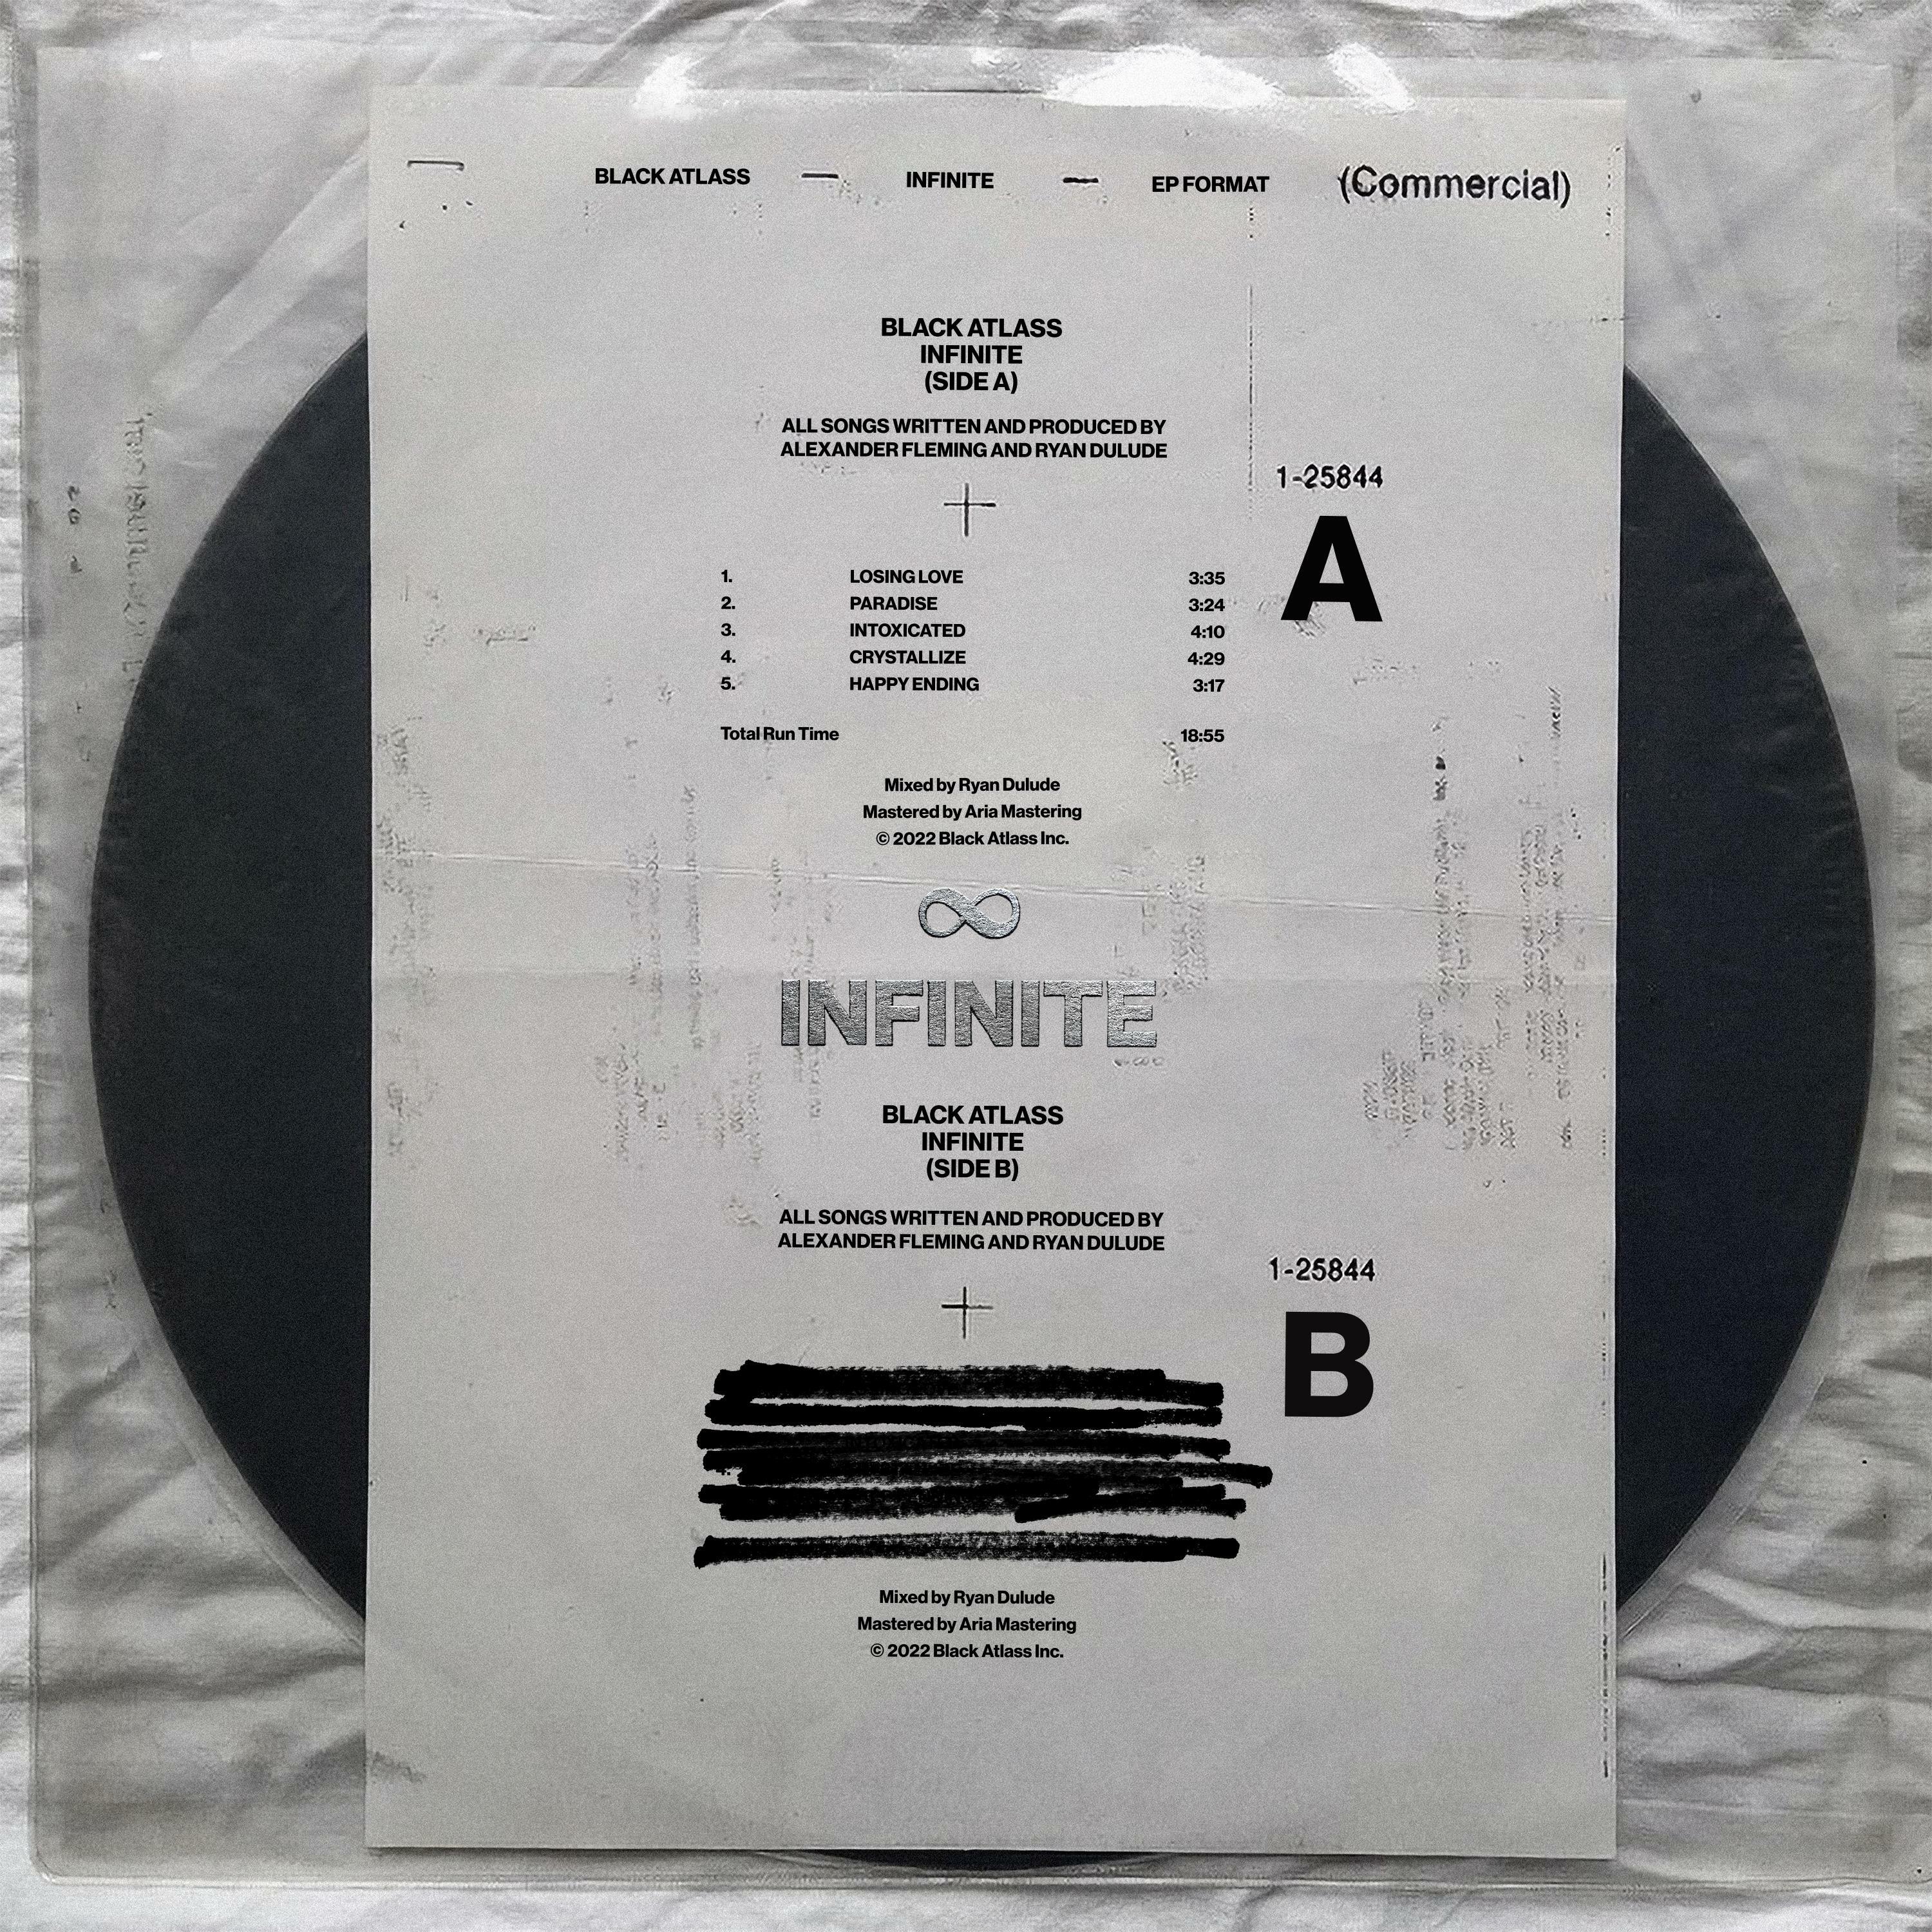 BLACK ATLASS — INFINITE — EP FORMAT (Commercial)
BLACK ATLASS
INFINITE
(SIDE A)
ALL SONGS WRITTEN AND PRODUCED BY
ALEXANDER FLEMING AND RYAN DULUDE
1-25844
A
1. LOSING LOVE 3:35
2. PARADISE 3:24
3. INTOXICATED 4:10
4. CRYSTALLIZE 4:29
5. HAPPY ENDING 3:17
Total Run Time 18:55
Mixed by Ryan Dulude
Mastered by Aria Mastering
© 2022 Black Atlass Inc.
∞
INFINITE
BLACK ATLASS
INFINITE
(SIDE B)
ALL SONGS WRITTEN AND PRODUCED BY
ALEXANDER FLEMING AND RYAN DULUDE
1-25844
B
Mixed by Ryan Dulude
Mastered by Aria Mastering
© 2022 Black Atlass Inc.